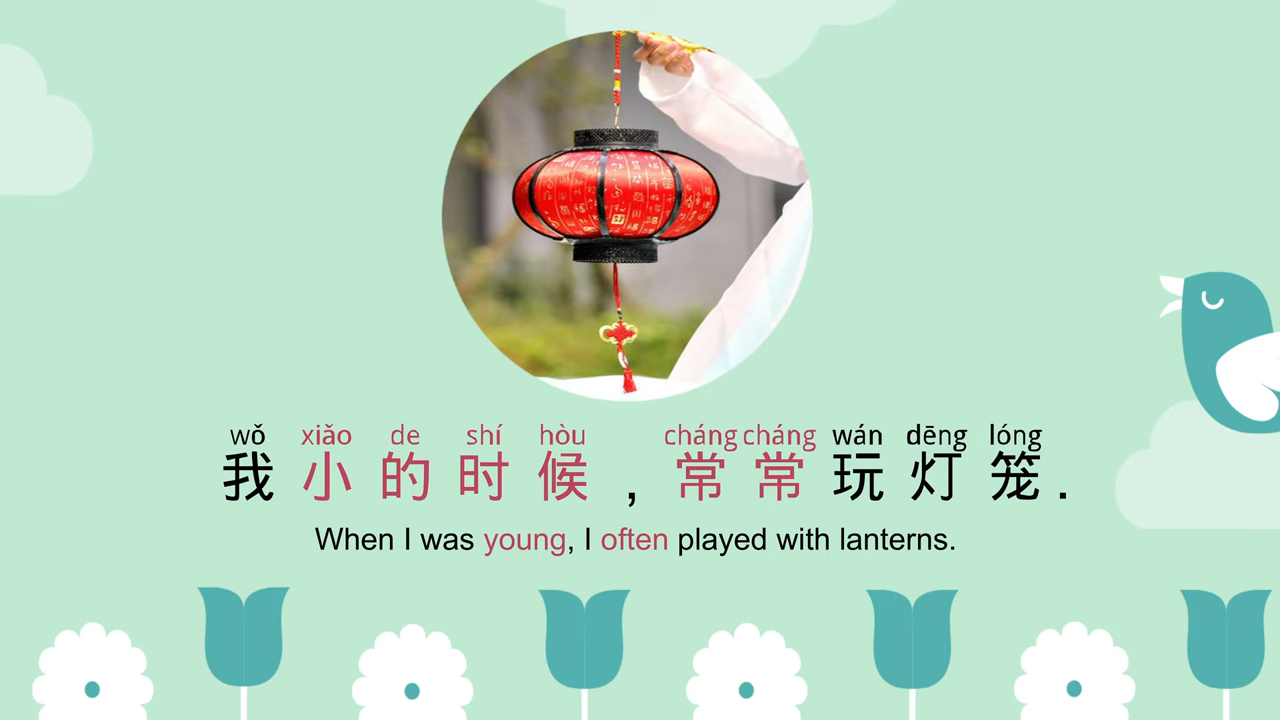 wǒ xiǎo de shí hòu cháng cháng wán dēng lóng
我小的时候,常常玩灯笼.
When I was young, I often played with lanterns.